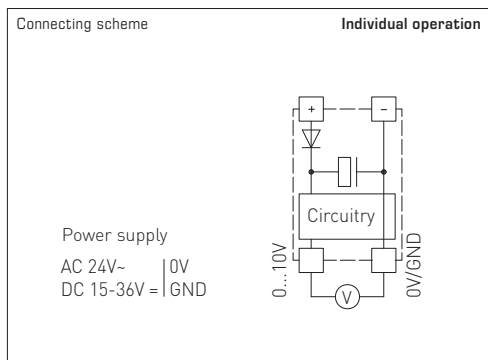 Connecting scheme
Individual operation
+ −
Circuitry
Power supply
AC 24V~ | 0V
DC 15-36V = | GND
0...10V
0V/GND
V